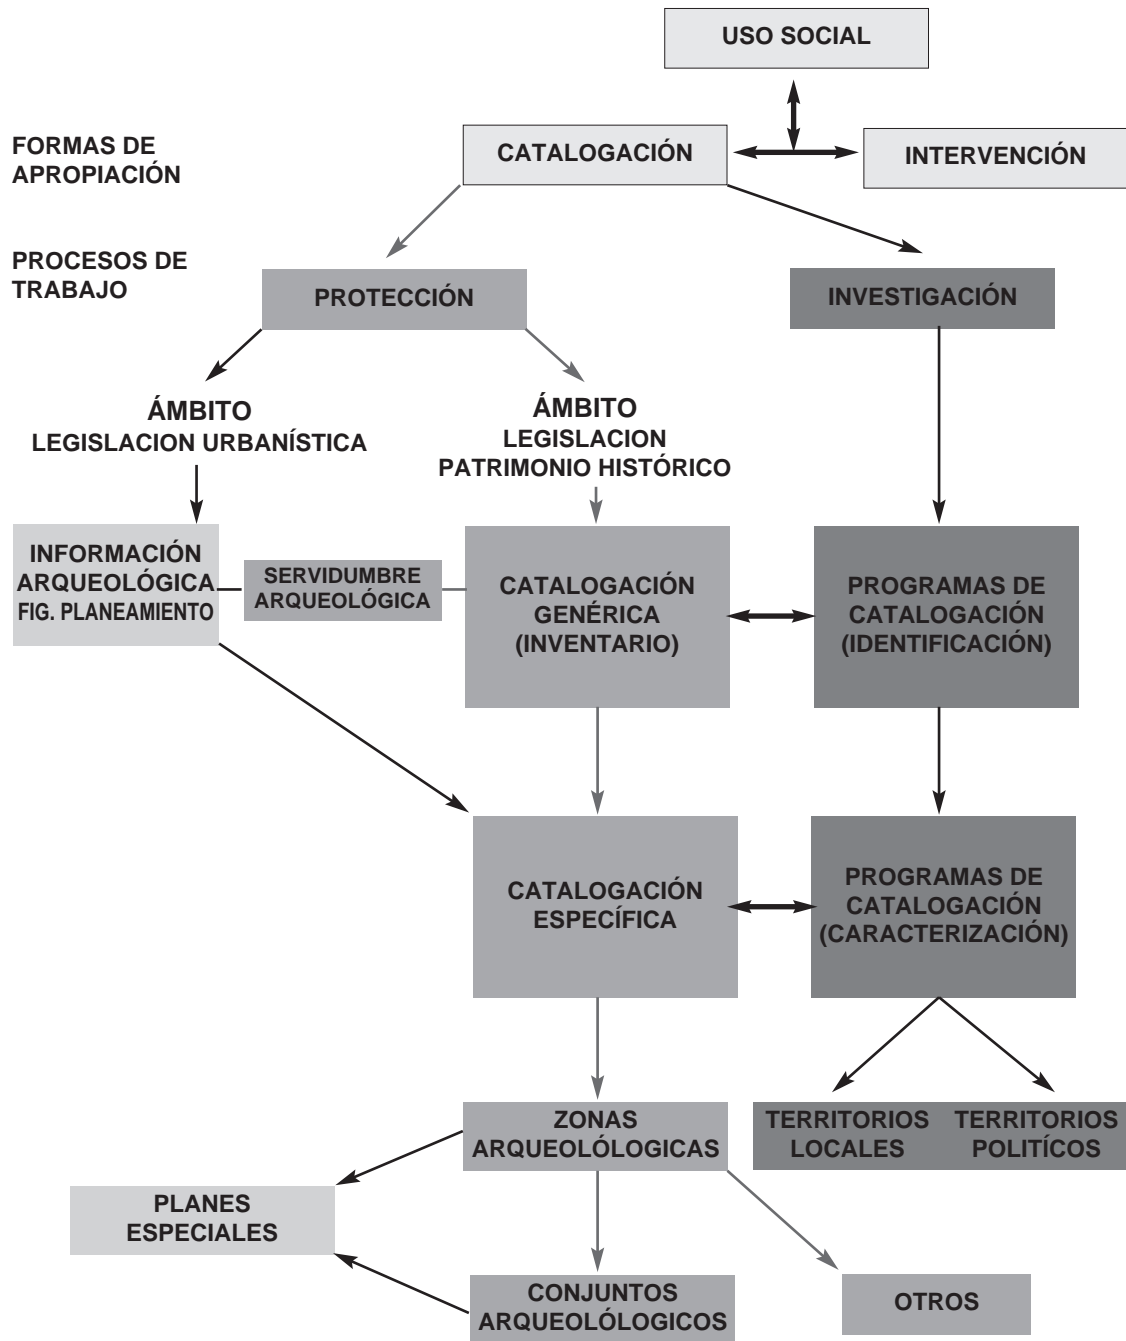 USO SOCIAL
FORMAS DE
APROPIACIÓN
CATALOGACIÓN
INTERVENCIÓN
PROCESOS DE
TRABAJO
PROTECCIÓN
INVESTIGACIÓN
ÁMBITO
LEGISLACION URBANÍSTICA
ÁMBITO
LEGISLACION
PATRIMONIO HISTÓRICO
INFORMACIÓN
ARQUEOLÓGICA
FIG. PLANEAMIENTO
SERVIDUMBRE
ARQUEOLÓGICA
CATALOGACIÓN
GENÉRICA
(INVENTARIO)
PROGRAMAS DE
CATALOGACIÓN
(IDENTIFICACIÓN)
CATALOGACIÓN
ESPECÍFICA
PROGRAMAS DE
CATALOGACIÓN
(CARACTERIZACIÓN)
ZONAS
ARQUEOLÓLOGICAS
TERRITORIOS
LOCALES
TERRITORIOS
POLITÍCOS
PLANES
ESPECIALES
CONJUNTOS
ARQUEOLÓLOGICOS
OTROS